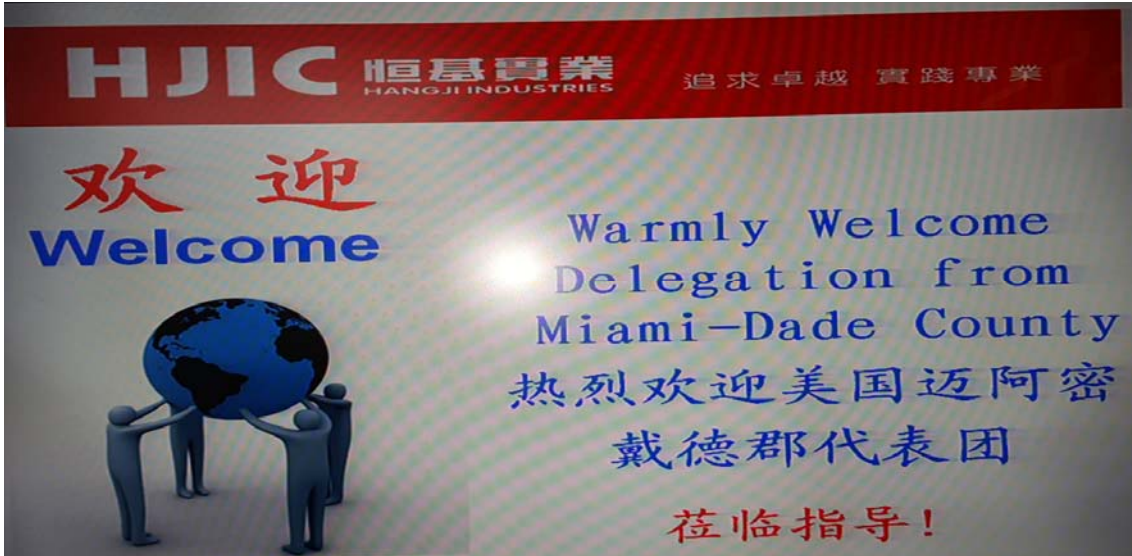 HJIC 恒基實業
HANGJI INDUSTRIES
追求卓越 實踐專業
欢 迎
Welcome
Warmly Welcome
Delegation from
Miami-Dade County
热烈欢迎美国迈阿密
戴德郡代表团
莅临指导!